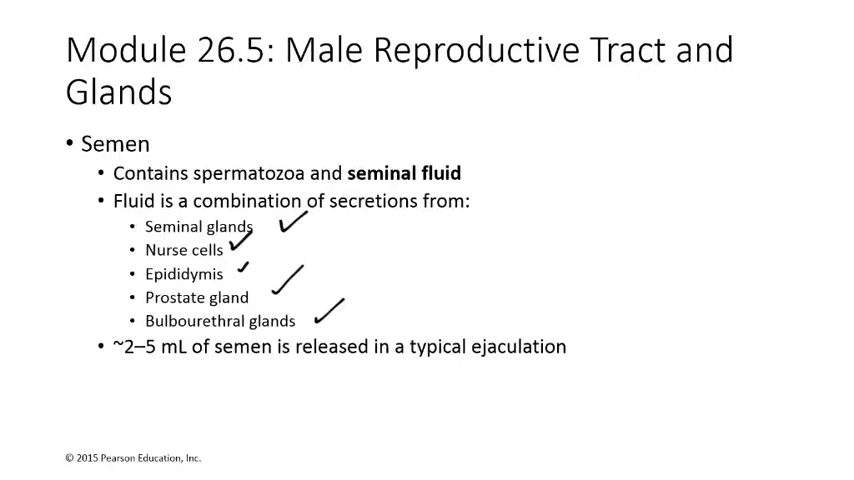 Module 26.5: Male Reproductive Tract and
Glands
• Semen
• Contains spermatozoa and seminal fluid
• Fluid is a combination of secretions from:
• Seminal glands
• Nurse cells
• Epididymis
• Prostate gland
• Bulbourethral glands
• ~2–5 mL of semen is released in a typical ejaculation
© 2015 Pearson Education, Inc.